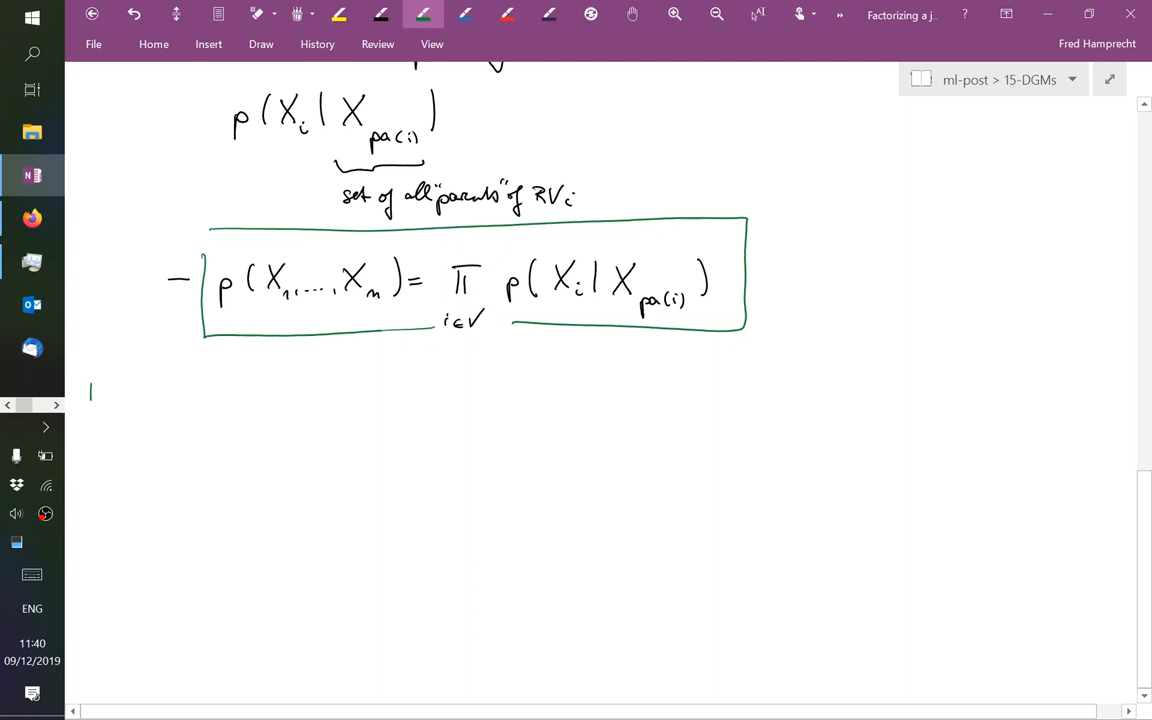 Factorizing a j...
File Home Insert Draw History Review View
Fred Hamprecht
ml-post > 15-DGMs
p(X_i | X_pa(i))
set of all "parents" of RV i
– p(X_1, ..., X_n) = ∏ p(X_i | X_pa(i))
i∈V
ENG
11:40
09/12/2019